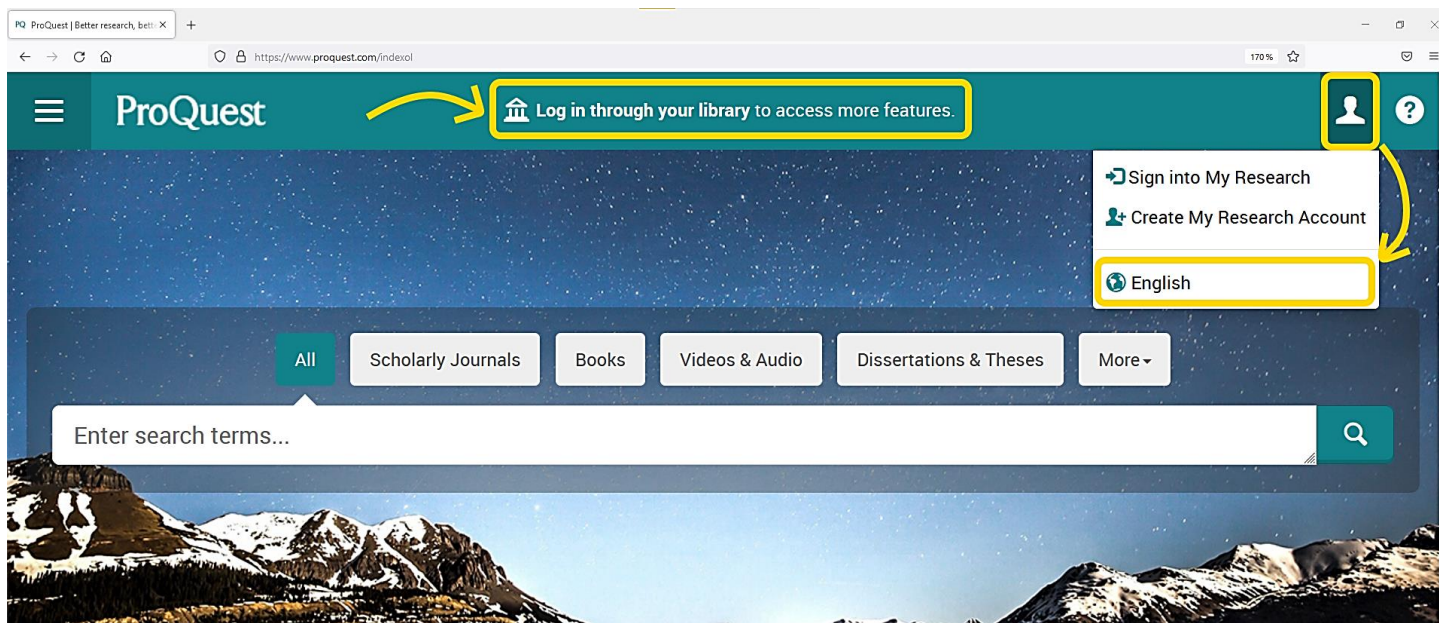 PQ ProQuest | Better research, bett
https://www.proquest.com/indexol
170%
ProQuest
Log in through your library to access more features.
?
Sign into My Research
Create My Research Account
English
All
Scholarly Journals
Books
Videos & Audio
Dissertations & Theses
More
Enter search terms...